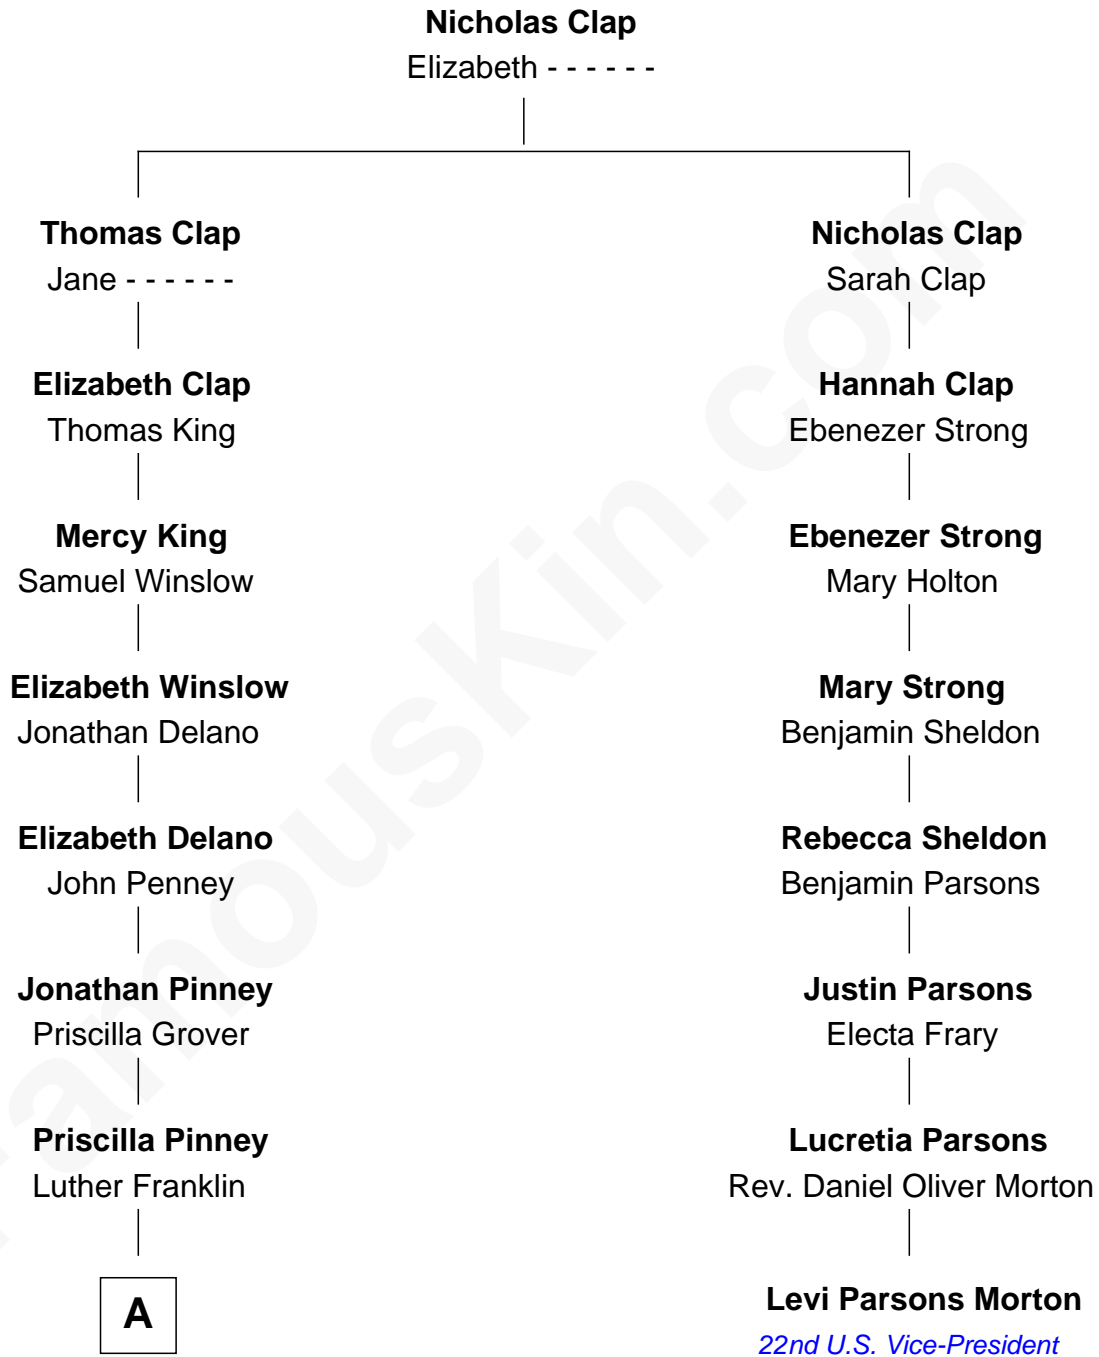 Nicholas Clap
Elizabeth - - - - - -
Thomas Clap
Jane - - - - - -
Nicholas Clap
Sarah Clap
Elizabeth Clap
Thomas King
Hannah Clap
Ebenezer Strong
Mercy King
Samuel Winslow
Ebenezer Strong
Mary Holton
Elizabeth Winslow
Jonathan Delano
Mary Strong
Benjamin Sheldon
Elizabeth Delano
John Penney
Rebecca Sheldon
Benjamin Parsons
Jonathan Pinney
Priscilla Grover
Justin Parsons
Electa Frary
Priscilla Pinney
Luther Franklin
Lucretia Parsons
Rev. Daniel Oliver Morton
A
Levi Parsons Morton
22nd U.S. Vice-President
FamousKin.com